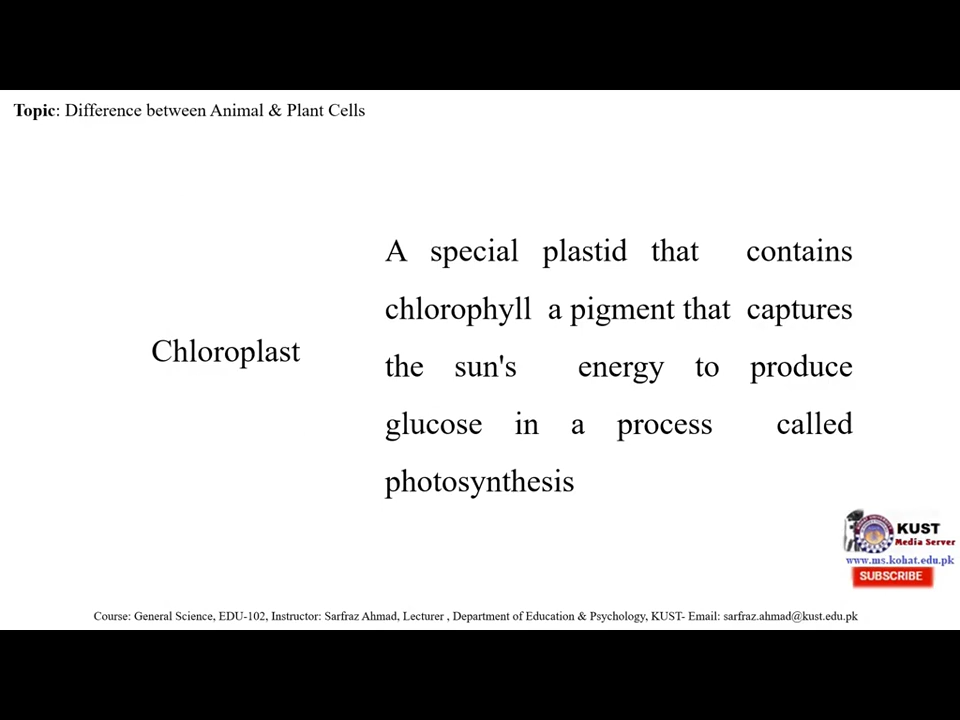 Topic: Difference between Animal & Plant Cells
A special plastid that contains
chlorophyll a pigment that captures
Chloroplast
the sun's energy to produce
glucose in a process called
photosynthesis
KUST
Media Server
www.ms.kohat.edu.pk
SUBSCRIBE
Course: General Science, EDU-102, Instructor: Sarfraz Ahmad, Lecturer , Department of Education & Psychology, KUST- Email: sarfraz.ahmad@kust.edu.pk